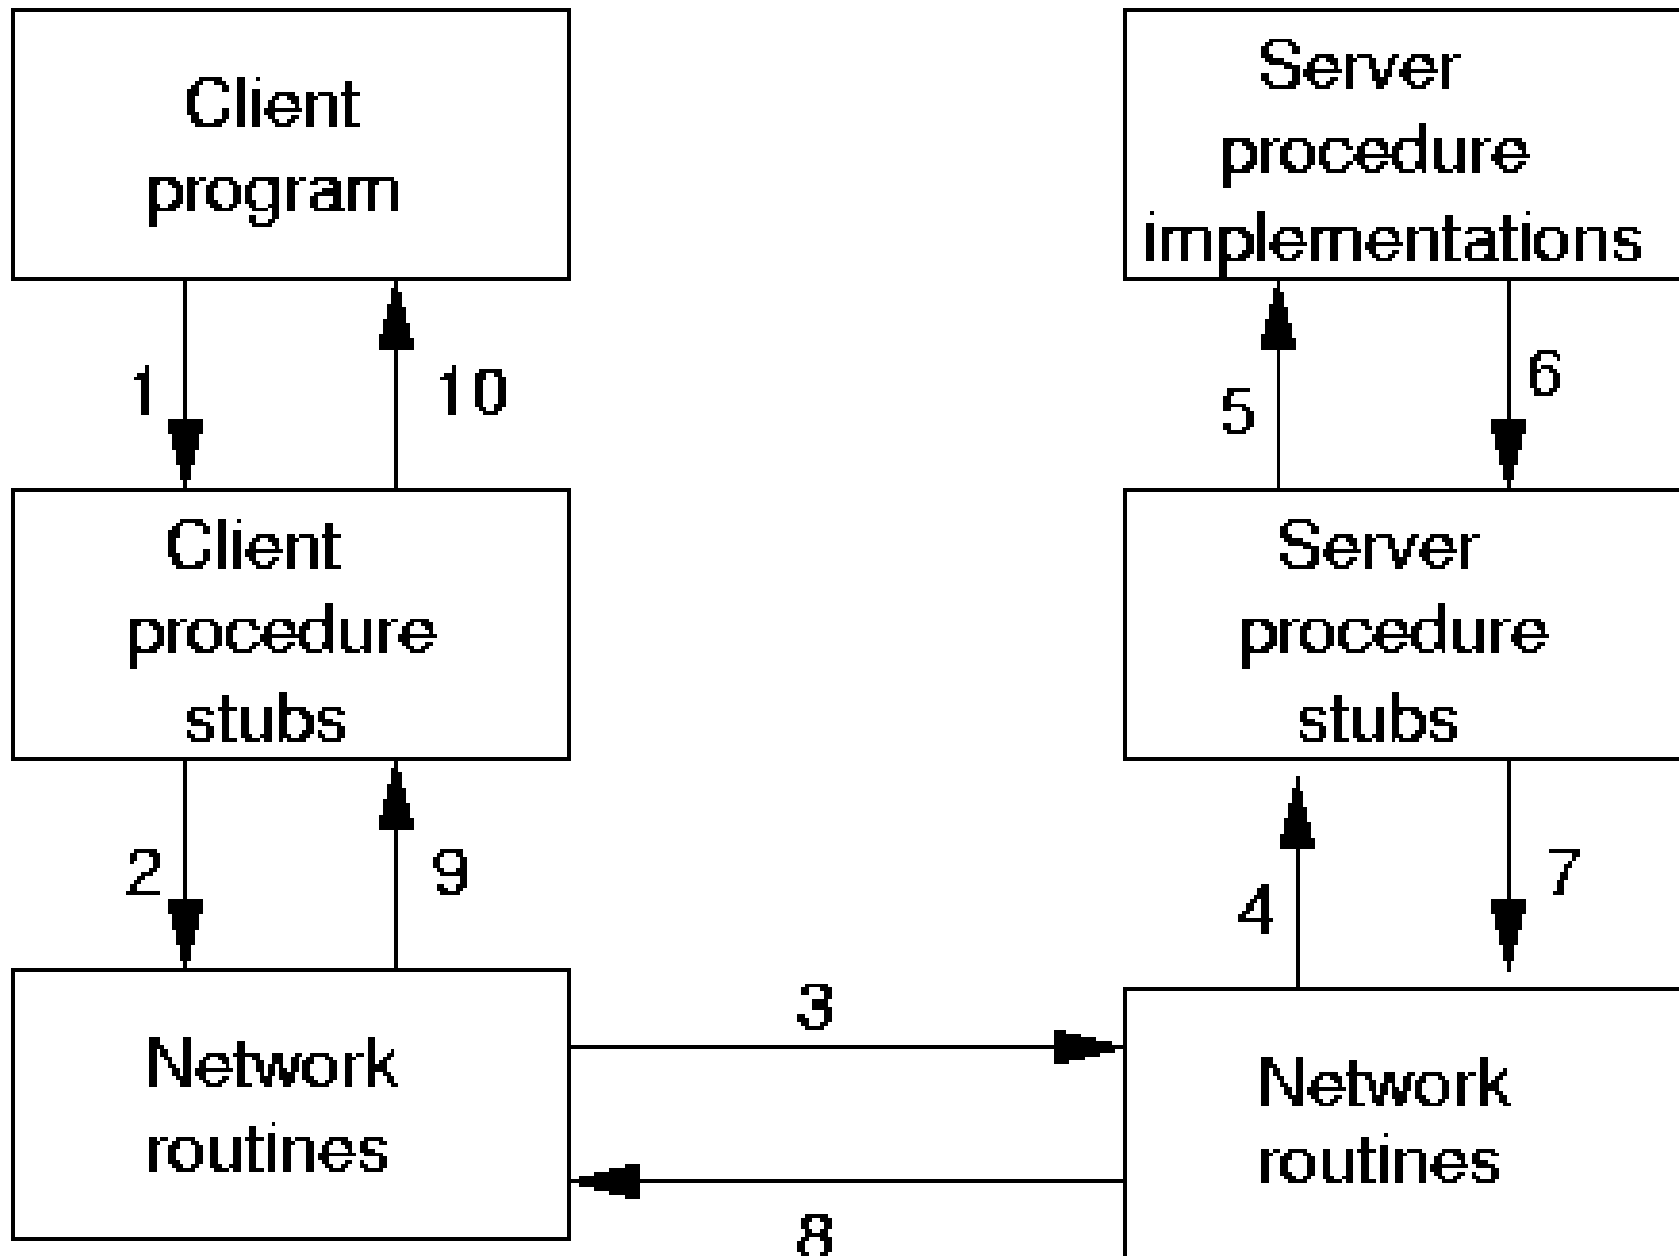 Client
program
Server
procedure
implementations
1
10
5
6
Client
procedure
stubs
Server
procedure
stubs
2
9
4
7
Network
routines
3
8
Network
routines